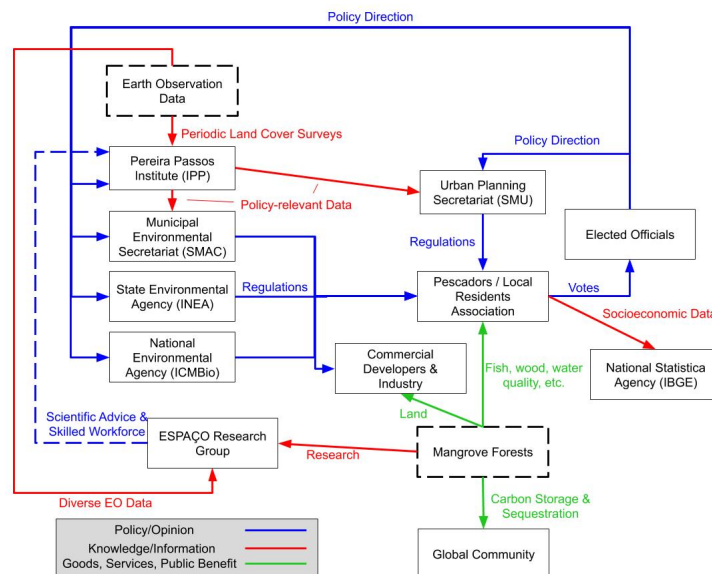 Policy Direction
Earth Observation
Data
Periodic Land Cover Surveys
Policy Direction
Pereira Passos
Institute (IPP)
Urban Planning
Secretariat (SMU)
Policy-relevant Data
Municipal
Environmental
Secretariat (SMAC)
Elected Officials
Regulations
State Environmental
Agency (INEA)
Regulations
Pescadors / Local
Residents
Association
Votes
Socioeconomic Data
National
Environmental
Agency (ICMBio)
Commercial
Developers &
Industry
Fish, wood, water
quality, etc.
National Statistica
Agency (IBGE)
Land
Scientific Advice &
Skilled Workforce
ESPAÇO Research
Group
Research
Mangrove Forests
Diverse EO Data
Carbon Storage &
Sequestration
Policy/Opinion
Knowledge/Information
Goods, Services, Public Benefit
Global Community